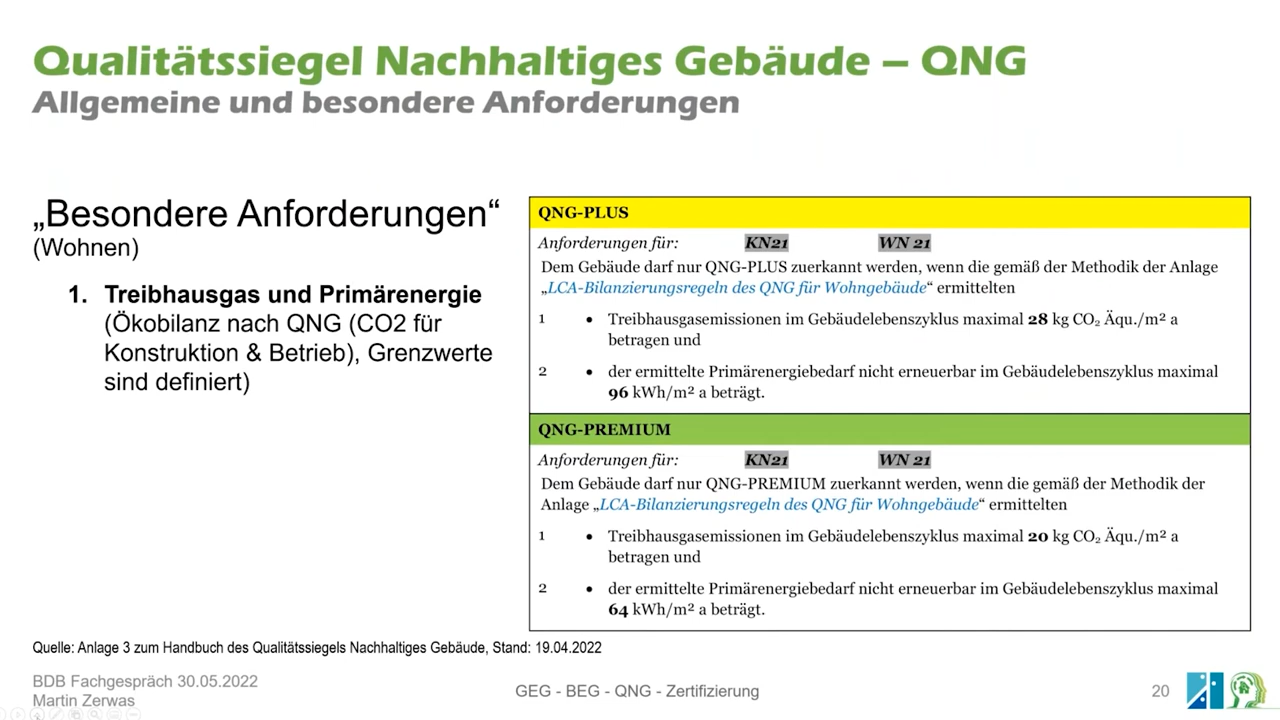 Qualitätssiegel Nachhaltiges Gebäude – QNG
Allgemeine und besondere Anforderungen
„Besondere Anforderungen“
(Wohnen)
1. Treibhausgas und Primärenergie
(Ökobilanz nach QNG (CO2 für
Konstruktion & Betrieb), Grenzwerte
sind definiert)
QNG-PLUS
Anforderungen für: KN21 WN 21
Dem Gebäude darf nur QNG-PLUS zuerkannt werden, wenn die gemäß der Methodik der Anlage
„LCA-Bilanzierungsregeln des QNG für Wohngebäude“ ermittelten
1 • Treibhausgasemissionen im Gebäudelebenszyklus maximal 28 kg CO₂ Äqu./m² a
betragen und
2 • der ermittelte Primärenergiebedarf nicht erneuerbar im Gebäudelebenszyklus maximal
96 kWh/m² a beträgt.
QNG-PREMIUM
Anforderungen für: KN21 WN 21
Dem Gebäude darf nur QNG-PREMIUM zuerkannt werden, wenn die gemäß der Methodik der
Anlage „LCA-Bilanzierungsregeln des QNG für Wohngebäude“ ermittelten
1 • Treibhausgasemissionen im Gebäudelebenszyklus maximal 20 kg CO₂ Äqu./m² a
betragen und
2 • der ermittelte Primärenergiebedarf nicht erneuerbar im Gebäudelebenszyklus maximal
64 kWh/m² a beträgt.
Quelle: Anlage 3 zum Handbuch des Qualitätssiegels Nachhaltiges Gebäude, Stand: 19.04.2022
BDB Fachgespräch 30.05.2022
Martin Zerwas
GEG - BEG - QNG - Zertifizierung
20